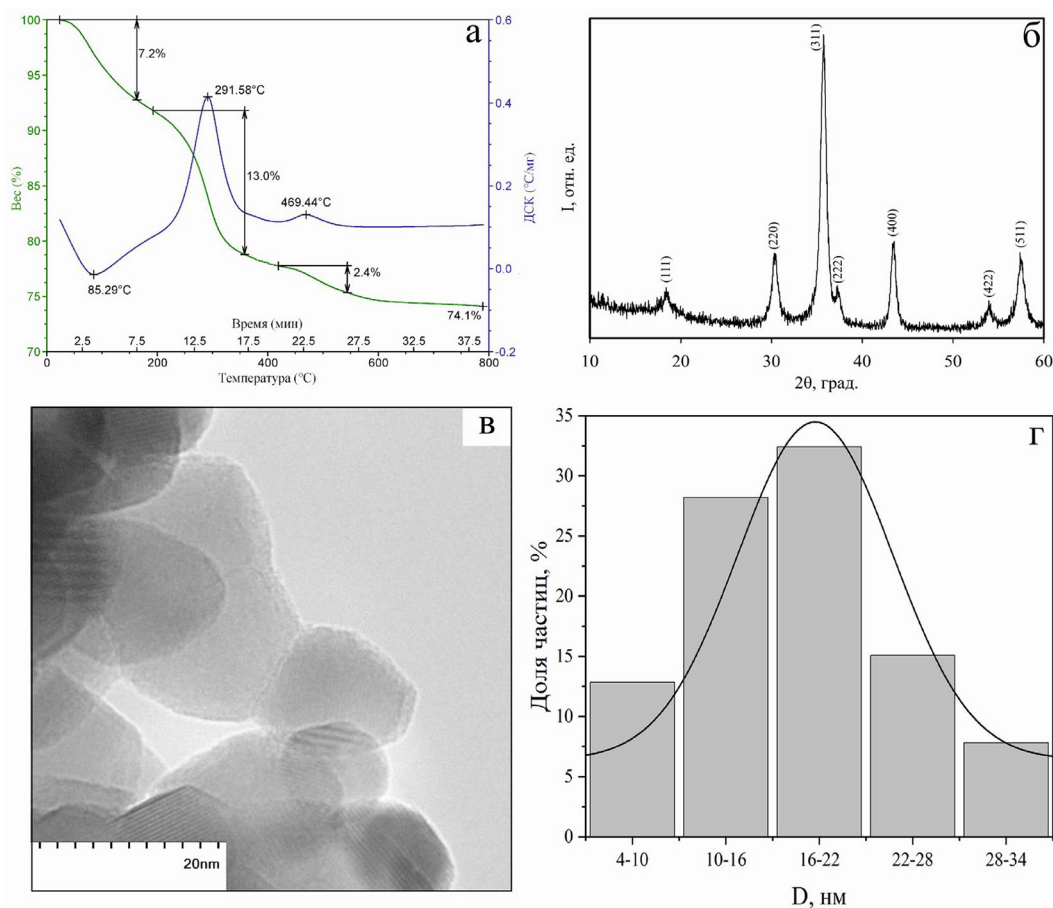 а
100
95
90
85
80
75
70
Вес (%)
7.2%
291.58°C
13.0%
469.44°C
2.4%
85.29°C
74.1%
0.6
0.4
0.2
0.0
-0.2
ДСК (°C/мг)
Время (мин)
2.5 7.5 12.5 17.5 22.5 27.5 32.5 37.5
0 200 400 600 800
Температура (°C)
б
I, отн. ед.
(111)
(220)
(311)
(222)
(400)
(422)
(511)
10 20 30 40 50 60
2θ, град.
в
20nm
г
35
30
25
20
15
10
5
0
Доля частиц, %
4-10 10-16 16-22 22-28 28-34
D, нм